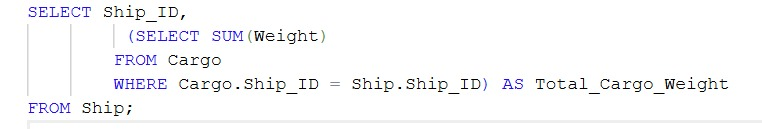 SELECT Ship_ID,
(SELECT SUM(Weight)
FROM Cargo
WHERE Cargo.Ship_ID = Ship.Ship_ID) AS Total_Cargo_Weight
FROM Ship;